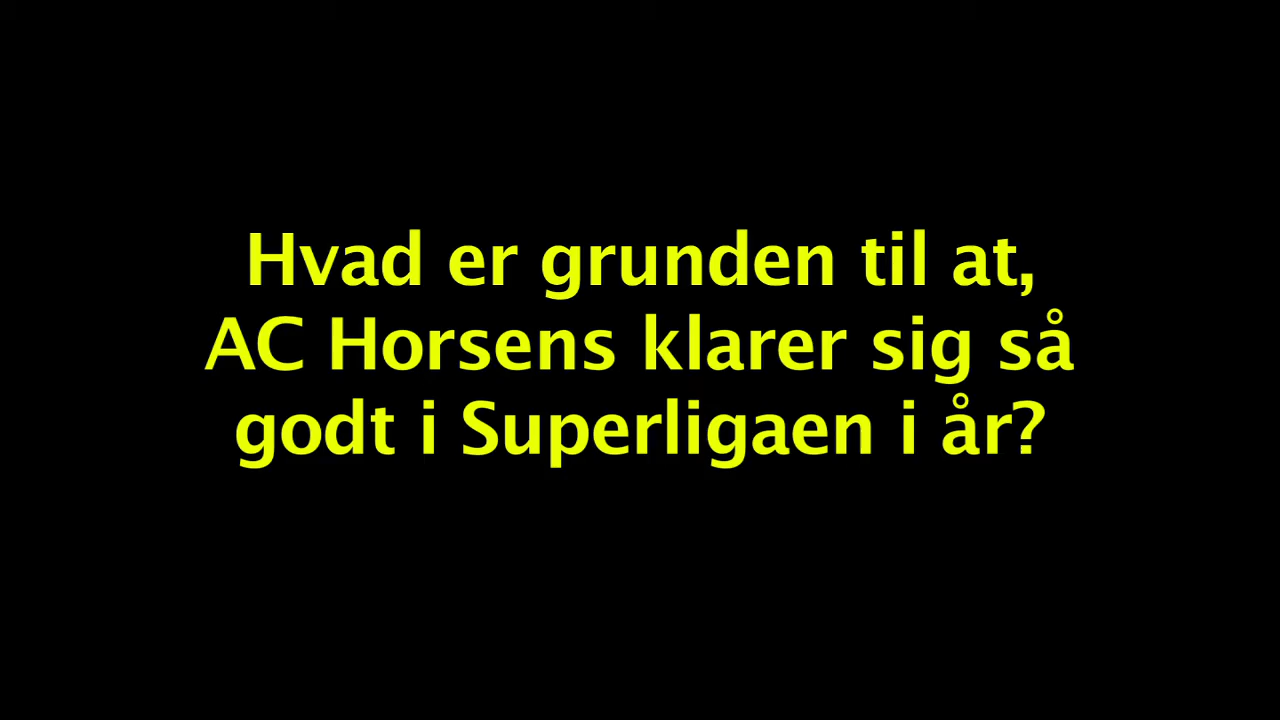 Hvad er grunden til at,
AC Horsens klarer sig så
godt i Superligaen i år?